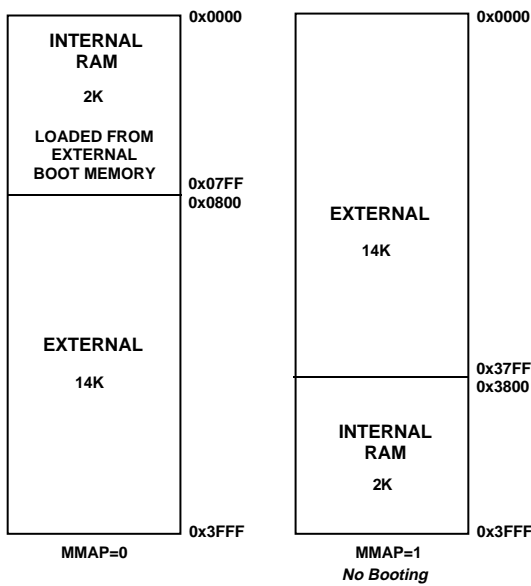 0x0000
INTERNAL
RAM
2K
LOADED FROM
EXTERNAL
BOOT MEMORY
0x07FF
0x0800
EXTERNAL
14K
0x3FFF
MMAP=0
0x0000
EXTERNAL
14K
0x37FF
0x3800
INTERNAL
RAM
2K
0x3FFF
MMAP=1
No Booting